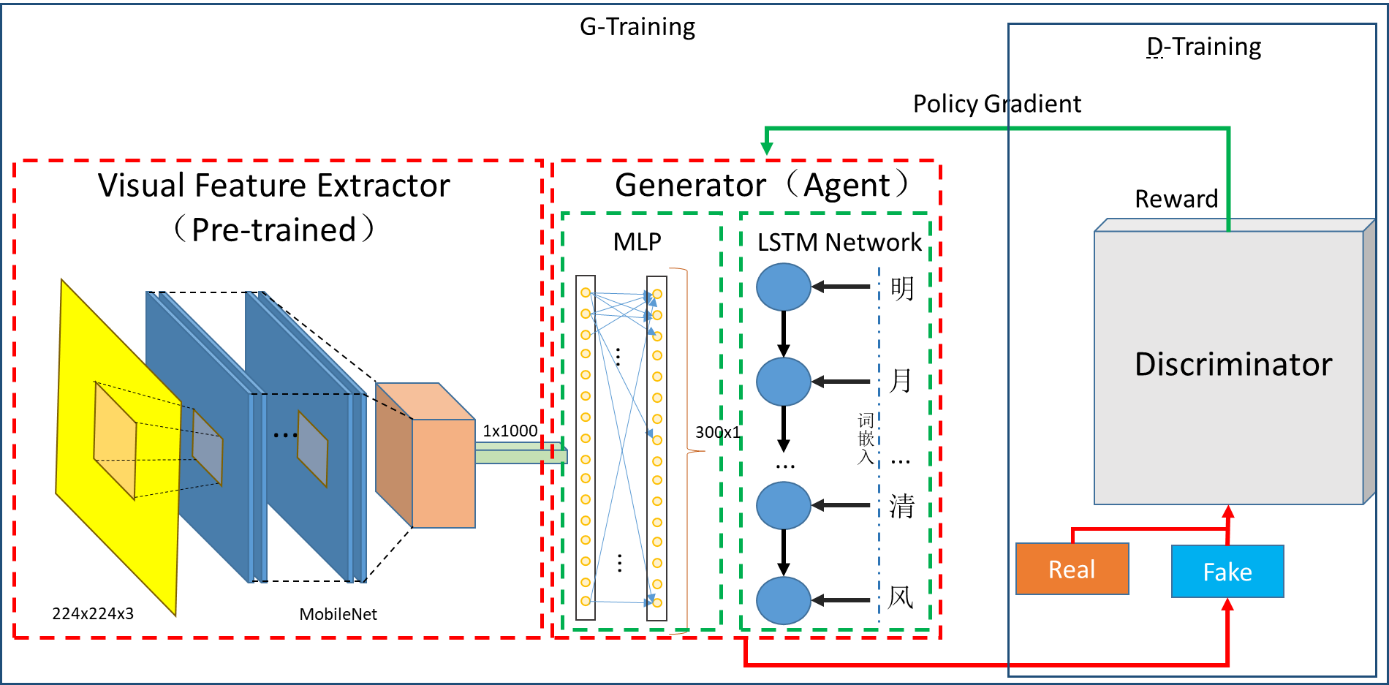 G-Training
D-Training
Policy Gradient
Visual Feature Extractor
（Pre-trained）
Generator（Agent）
Reward
MLP
LSTM Network
明
月
词嵌入
...
...
清
风
...
1x1000
300x1
...
...
224x224x3
MobileNet
Discriminator
Real
Fake